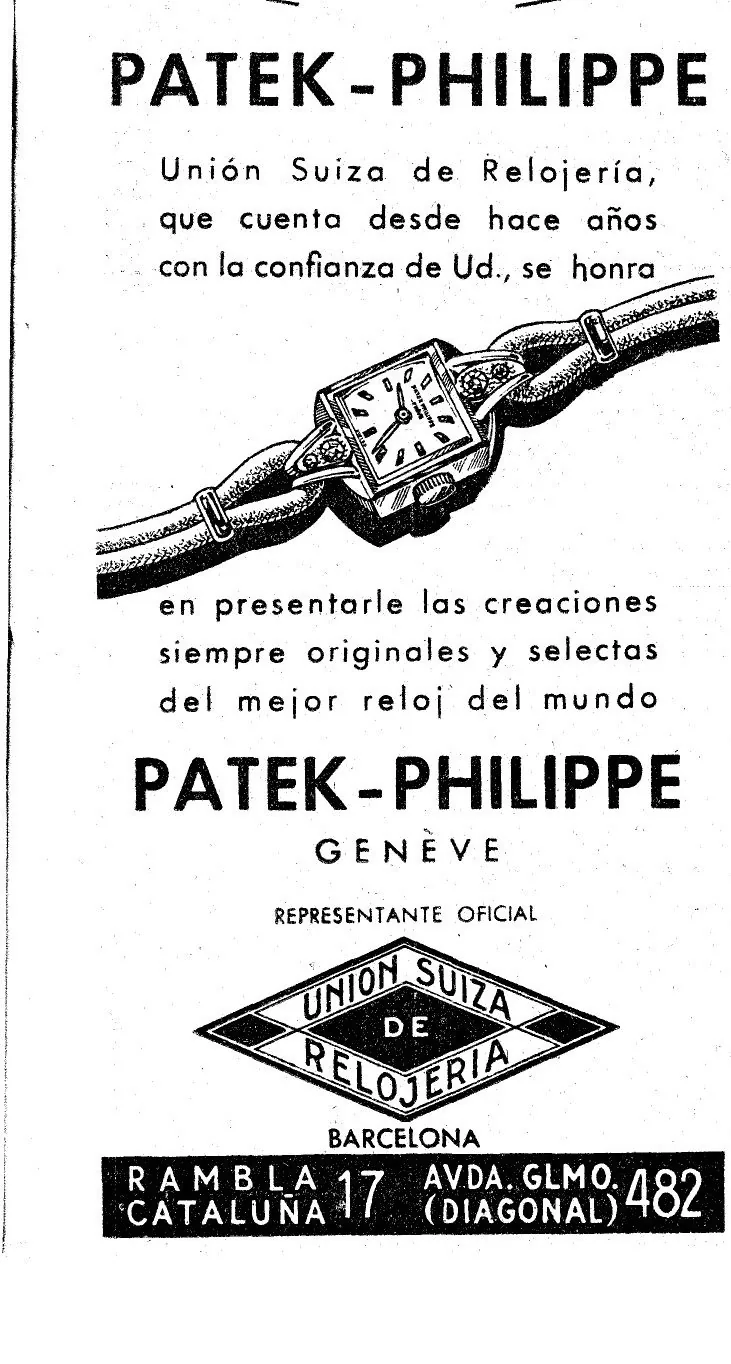 PATEK-PHILIPPE
Unión Suiza de Relojería,
que cuenta desde hace años
con la confianza de Ud., se honra
en presentarle las creaciones
siempre originales y selectas
del mejor reloj del mundo
PATEK-PHILIPPE
GENÈVE
REPRESENTANTE OFICIAL
UNION SUIZA
DE
RELOJERIA
BARCELONA
RAMBLA CATALUÑA 17
AVDA. GLMO. (DIAGONAL) 482